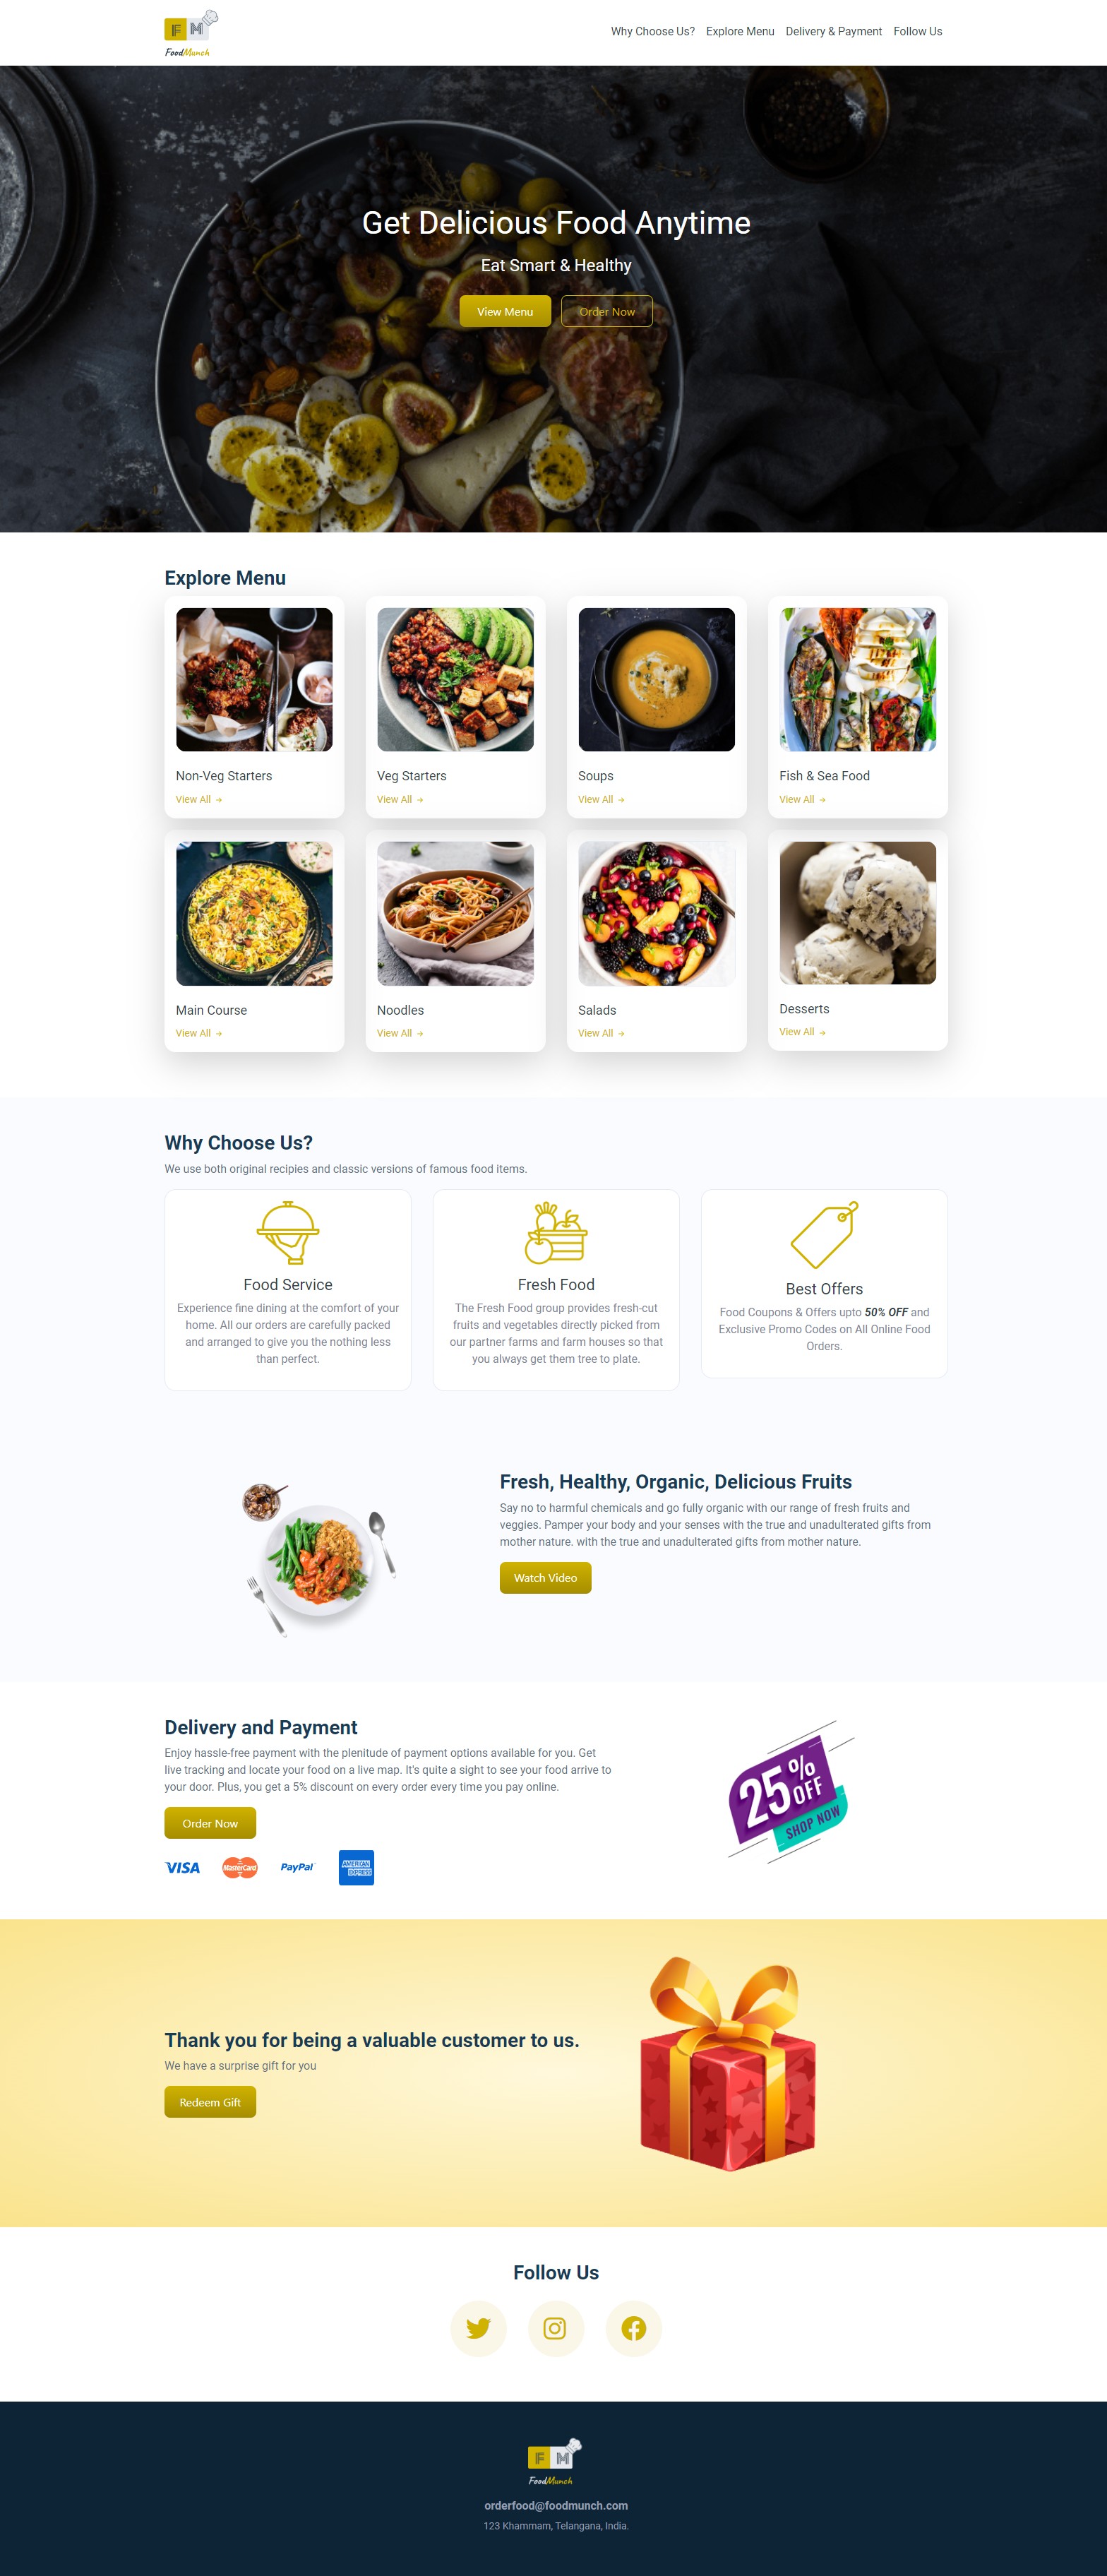 F M
FoodMunch
Why Choose Us? Explore Menu Delivery & Payment Follow Us
Get Delicious Food Anytime
Eat Smart & Healthy
View Menu Order Now
Explore Menu
Non-Veg Starters
View All →
Veg Starters
View All →
Soups
View All →
Fish & Sea Food
View All →
Main Course
View All →
Noodles
View All →
Salads
View All →
Desserts
View All →
Why Choose Us?
We use both original recipies and classic versions of famous food items.
Food Service
Experience fine dining at the comfort of your
home. All our orders are carefully packed
and arranged to give you the nothing less
than perfect.
Fresh Food
The Fresh Food group provides fresh-cut
fruits and vegetables directly picked from
our partner farms and farm houses so that
you always get them tree to plate.
Best Offers
Food Coupons & Offers upto 50% OFF and
Exclusive Promo Codes on All Online Food
Orders.
Fresh, Healthy, Organic, Delicious Fruits
Say no to harmful chemicals and go fully organic with our range of fresh fruits and
veggies. Pamper your body and your senses with the true and unadulterated gifts from
mother nature. with the true and unadulterated gifts from mother nature.
Watch Video
Delivery and Payment
Enjoy hassle-free payment with the plenitude of payment options available for you. Get
live tracking and locate your food on a live map. It's quite a sight to see your food arrive to
your door. Plus, you get a 5% discount on every order every time you pay online.
Order Now
VISA MasterCard PayPal AMERICAN EXPRESS
25% OFF
SHOP NOW
Thank you for being a valuable customer to us.
We have a surprise gift for you
Redeem Gift
Follow Us
F M
FoodMunch
orderfood@foodmunch.com
123 Khammam, Telangana, India.